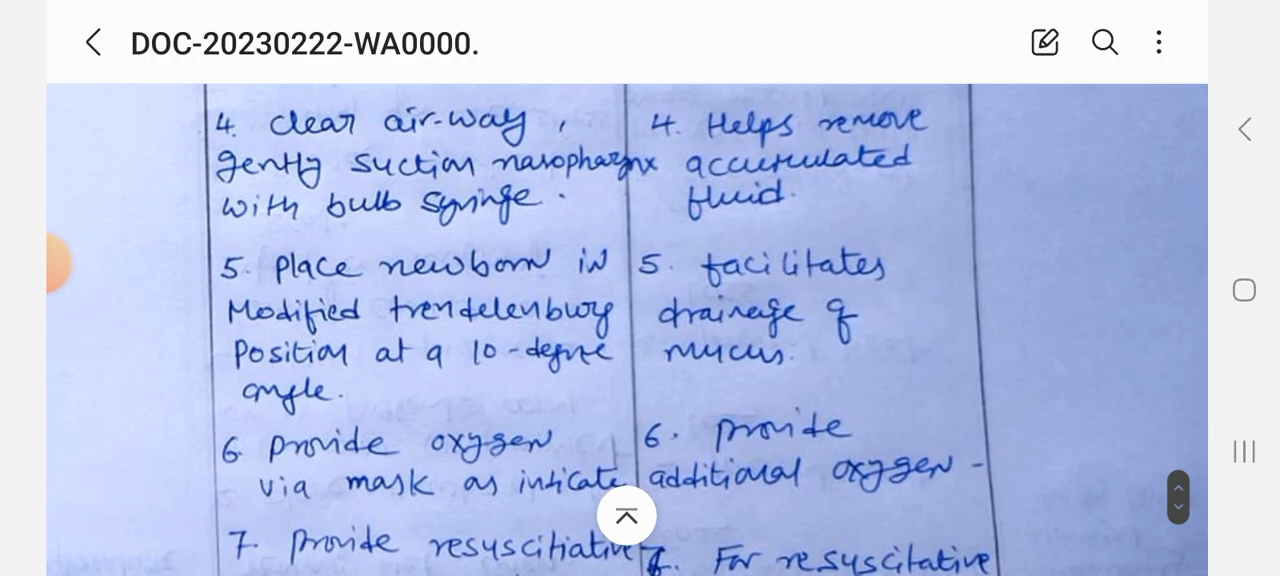 DOC-20230222-WA0000.
4. clear air-way,
gently suction nasopharynx
with bulb syringe.
4. Helps remove
accumulated
fluid.
5. Place newborn in
Modified trendelenburg
Position at a 10-degree
angle.
5. facilitates
drainage of
mucus.
6. Provide oxygen
via mask as indicate
6. Provide
additional oxygen -
7. Provide resuscitiative
7. For resuscitative